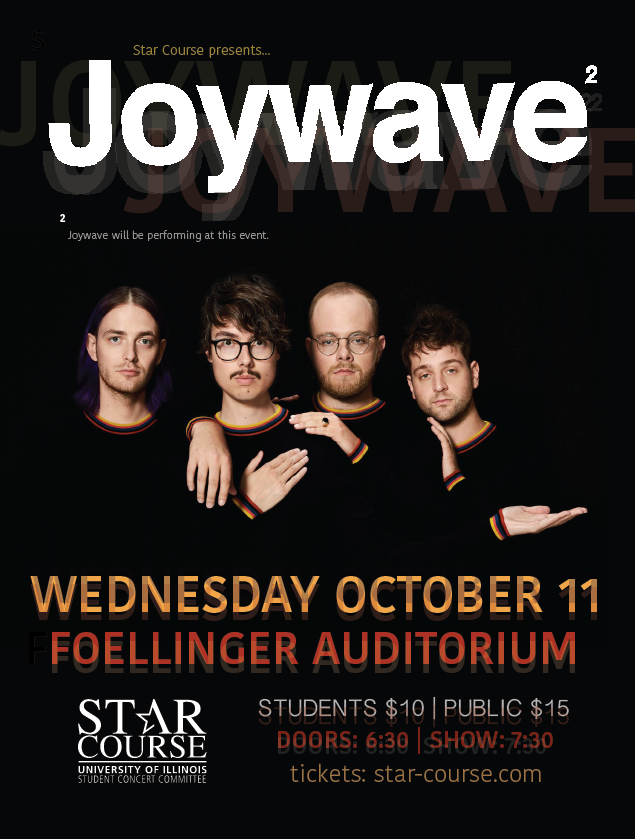 Star Course presents...
Joywave²
² Joywave will be performing at this event.
WEDNESDAY OCTOBER 11
FOELLINGER AUDITORIUM
STUDENTS $10 | PUBLIC $15
DOORS: 6:30 | SHOW: 7:30
tickets: star-course.com
STAR
COURSE
UNIVERSITY OF ILLINOIS
STUDENT CONCERT COMMITTEE